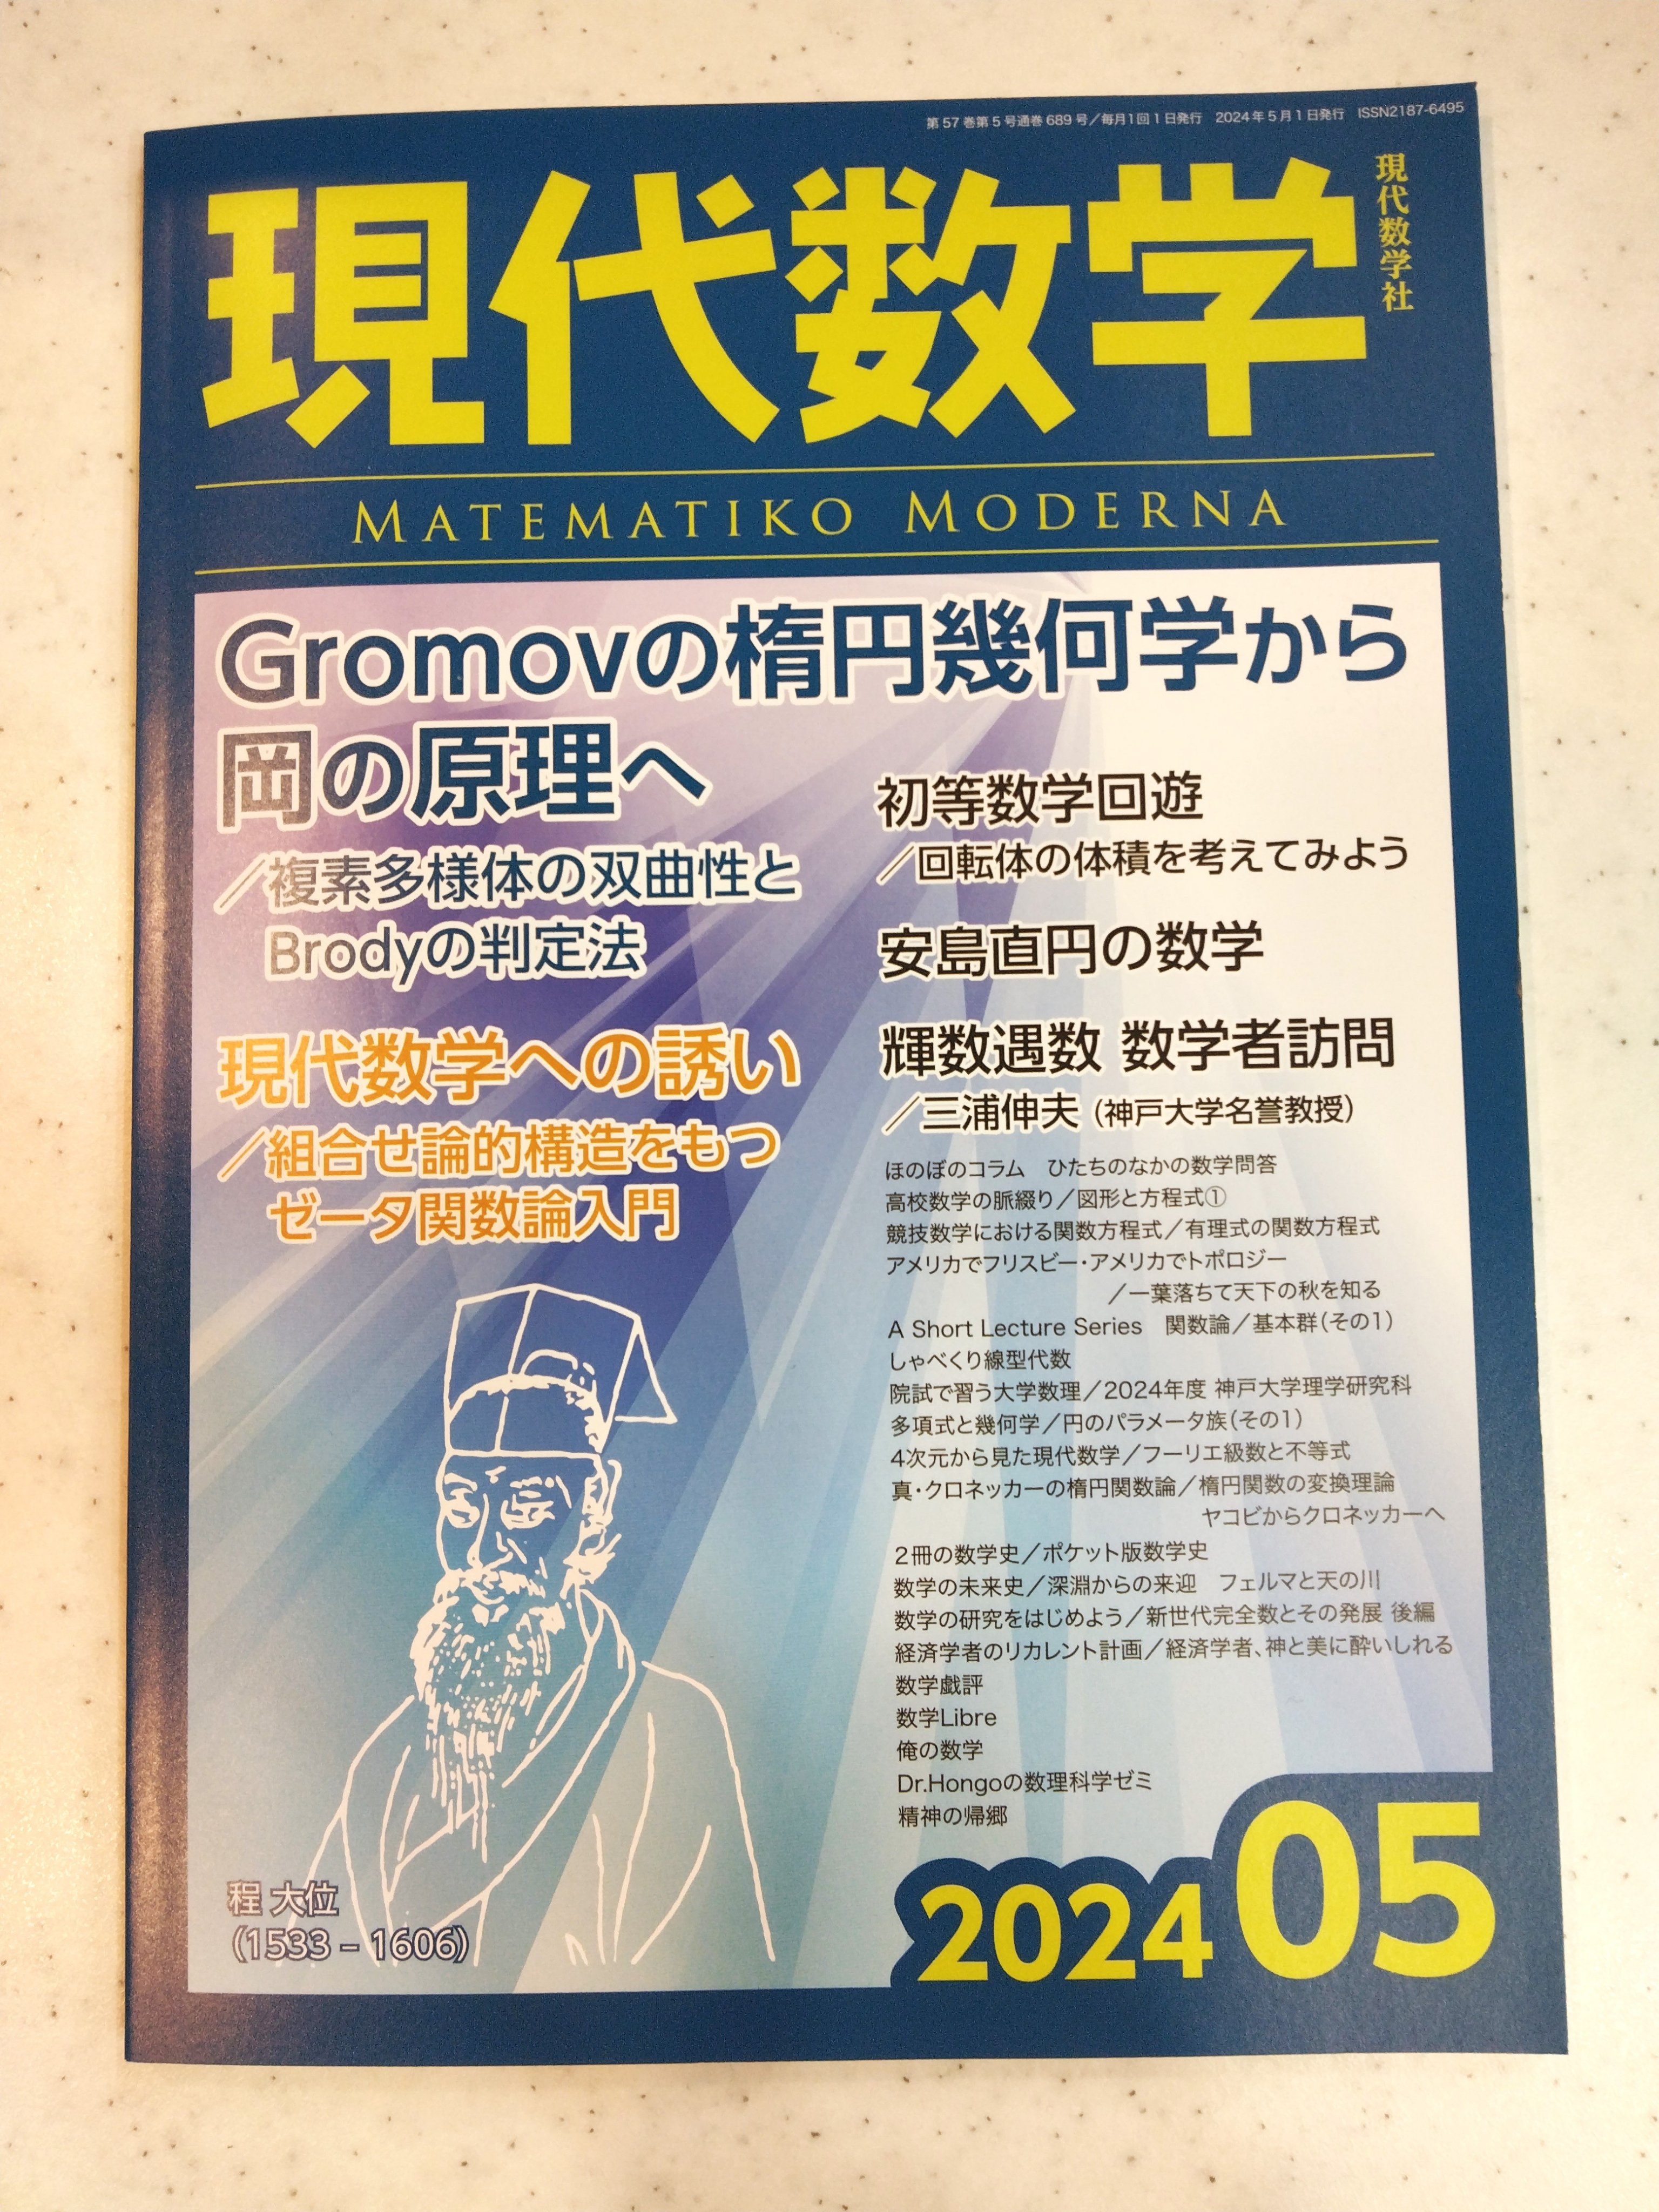 第57巻第5号通巻689号／毎月1回1日発行　2024年5月1日発行　ISSN2187-6495
現代数学
現代数学社
MATEMATIKO MODERNA
Gromovの楕円幾何学から
岡の原理へ
／複素多様体の双曲性と
Brodyの判定法
現代数学への誘い
／組合せ論的構造をもつ
ゼータ関数論入門
初等数学回遊
／回転体の体積を考えてみよう
安島直円の数学
輝数遇数 数学者訪問
／三浦伸夫（神戸大学名誉教授）
ほのぼのコラム　ひたちのなかの数学問答
高校数学の脈綴り／図形と方程式①
競技数学における関数方程式／有理式の関数方程式
アメリカでフリスビー・アメリカでトポロジー
／一葉落ちて天下の秋を知る
A Short Lecture Series　関数論／基本群（その1）
しゃべくり線型代数
院試で習う大学数理／2024年度 神戸大学理学研究科
多項式と幾何学／円のパラメータ族（その1）
4次元から見た現代数学／フーリエ級数と不等式
真・クロネッカーの楕円関数論／楕円関数の変換理論
ヤコビからクロネッカーへ
2冊の数学史／ポケット版数学史
数学の未来史／深淵からの来迎　フェルマと天の川
数学の研究をはじめよう／新世代完全数とその発展 後編
経済学者のリカレント計画／経済学者、神と美に酔いしれる
数学戯評
数学Libre
俺の数学
Dr.Hongoの数理科学ゼミ
精神の帰郷
程 大位
（1533 – 1606）
2024 05